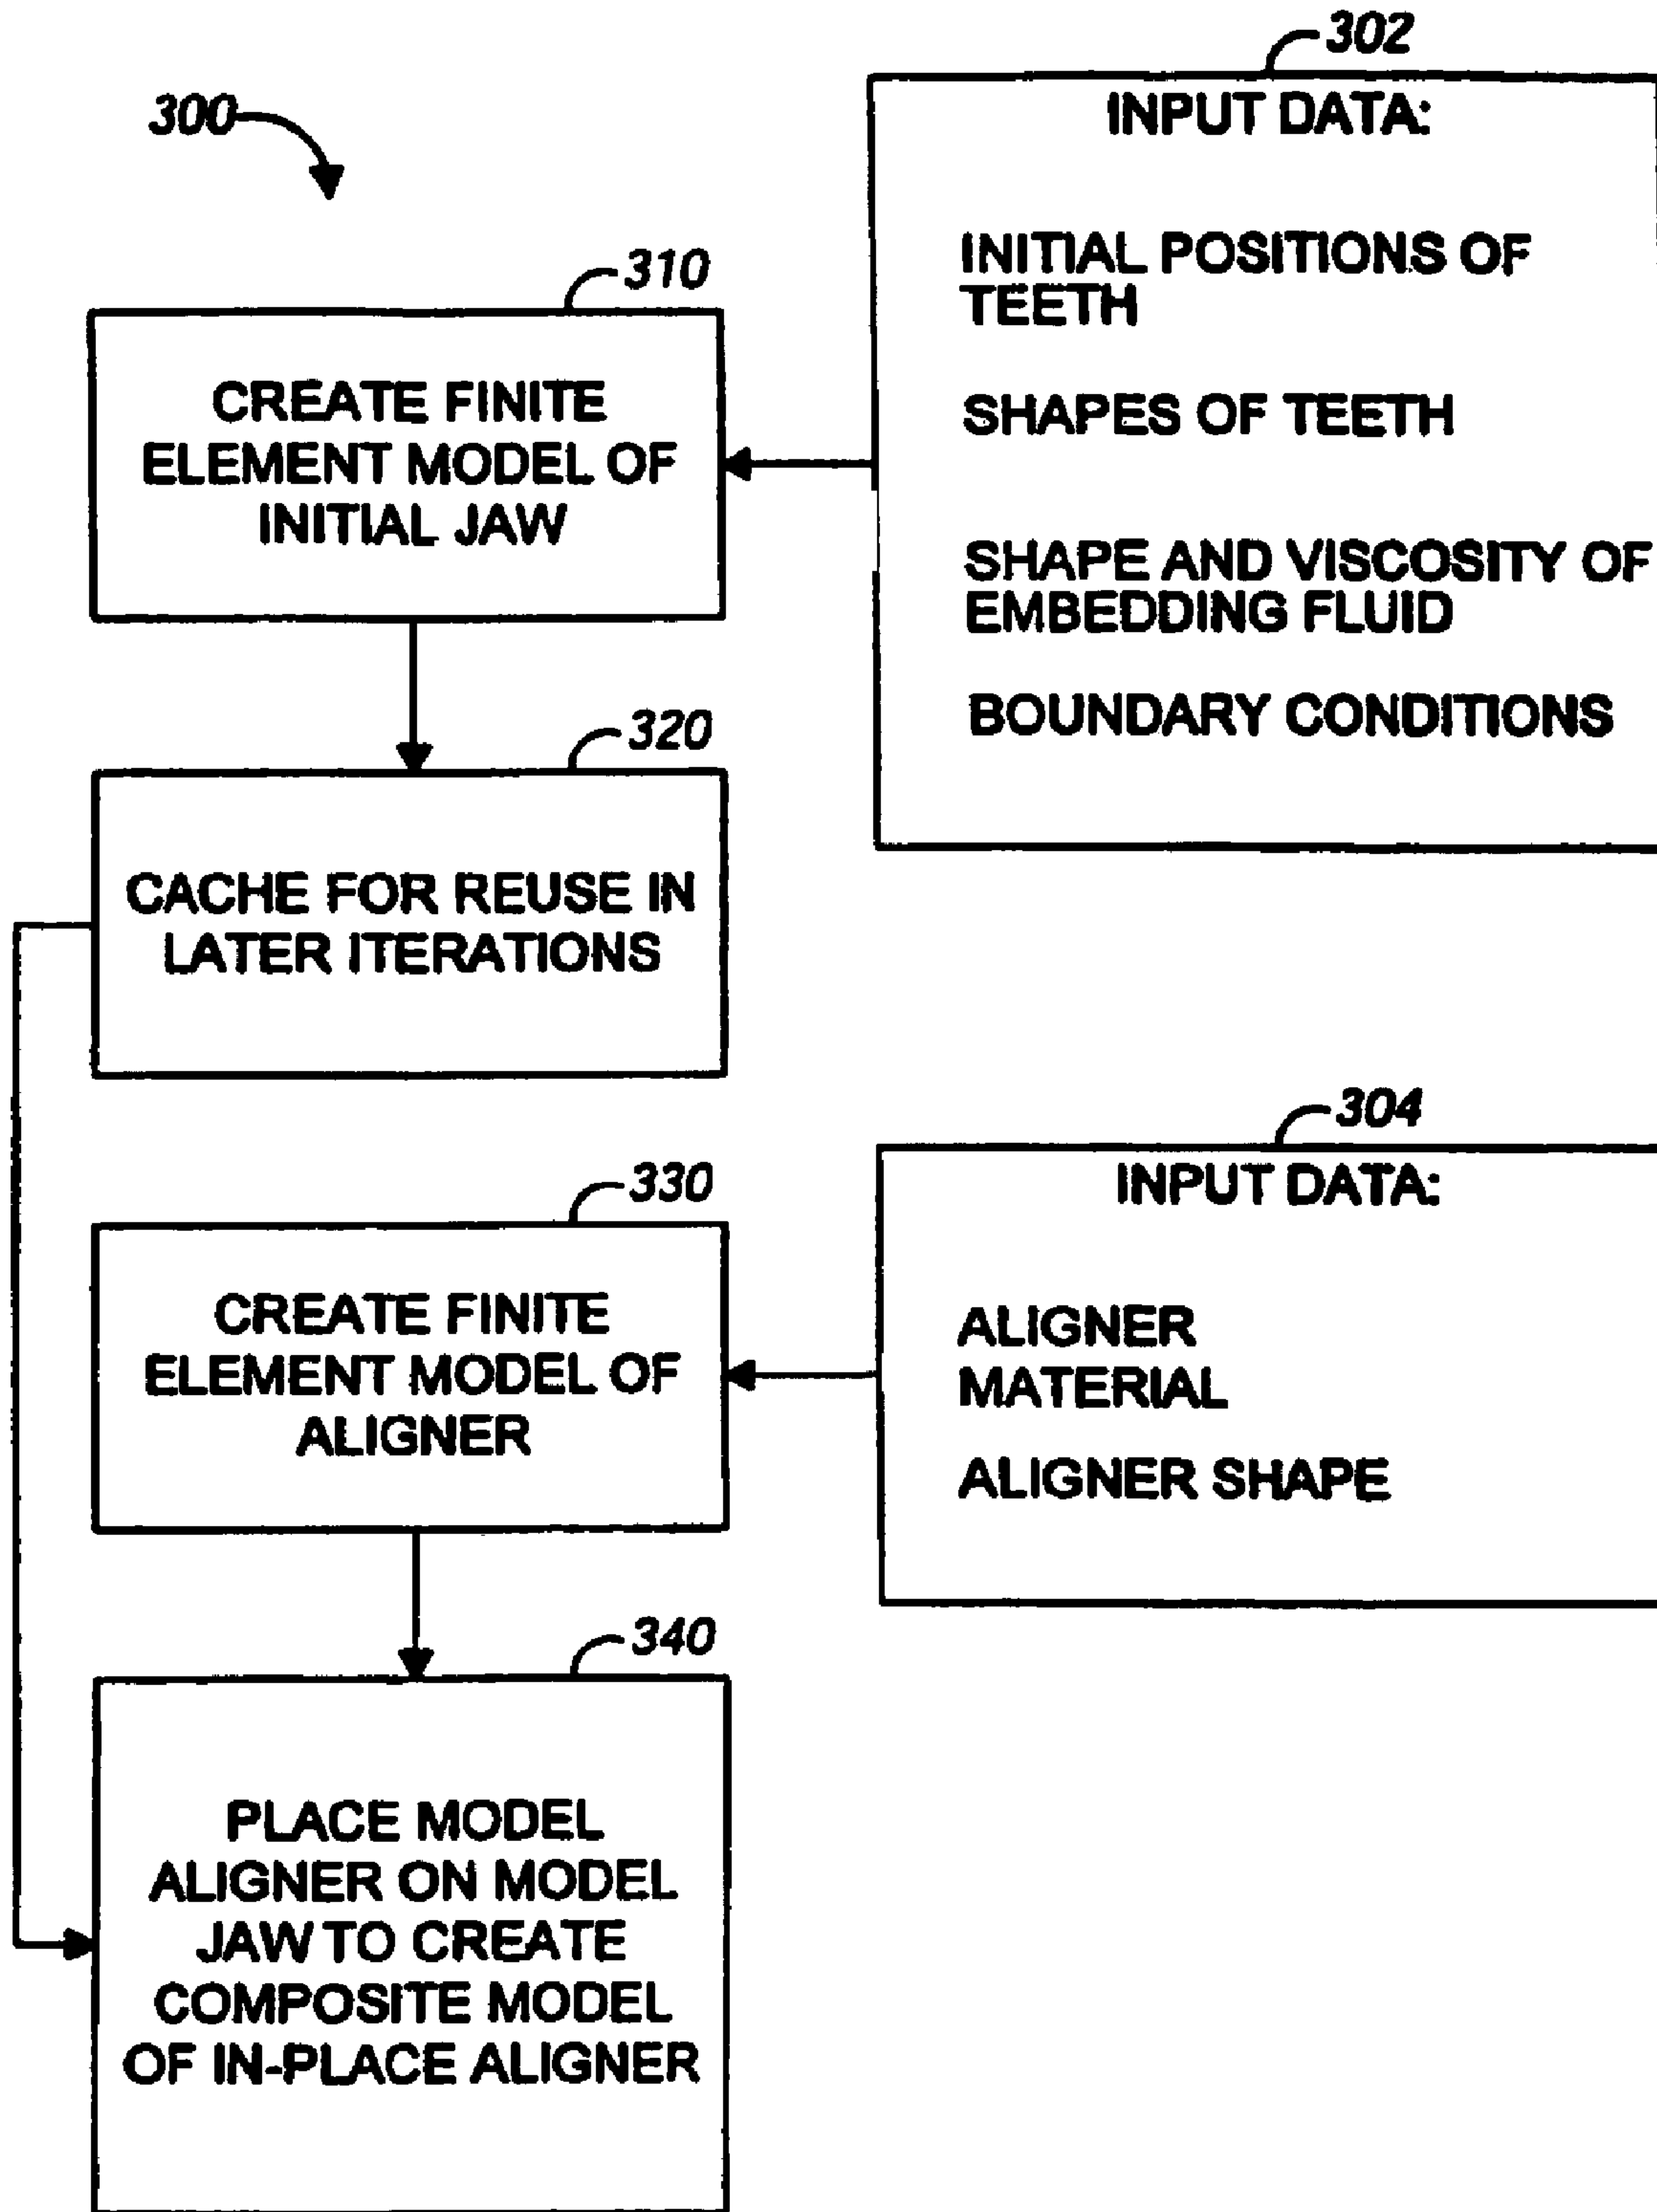 300
302
INPUT DATA:
INITIAL POSITIONS OF
TEETH
SHAPES OF TEETH
SHAPE AND VISCOSITY OF
EMBEDDING FLUID
BOUNDARY CONDITIONS
310
CREATE FINITE
ELEMENT MODEL OF
INITIAL JAW
320
CACHE FOR REUSE IN
LATER ITERATIONS
304
INPUT DATA:
ALIGNER
MATERIAL
ALIGNER SHAPE
330
CREATE FINITE
ELEMENT MODEL OF
ALIGNER
340
PLACE MODEL
ALIGNER ON MODEL
JAW TO CREATE
COMPOSITE MODEL
OF IN-PLACE ALIGNER